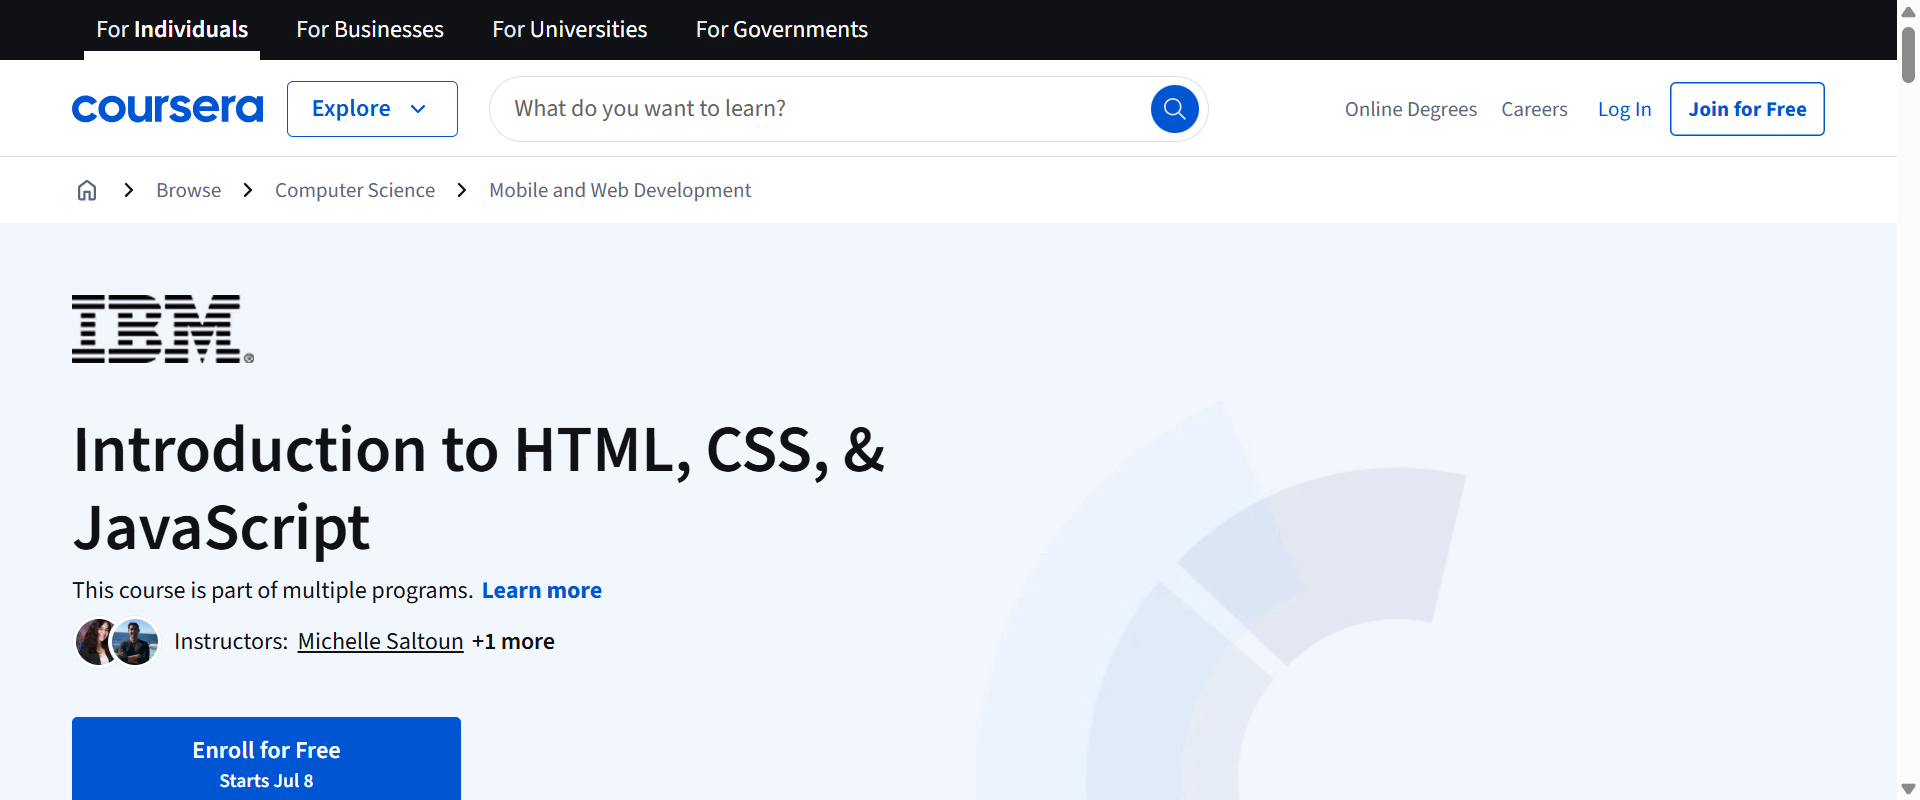 For Individuals
For Businesses
For Universities
For Governments
coursera
Explore
What do you want to learn?
Online Degrees
Careers
Log In
Join for Free
Browse
Computer Science
Mobile and Web Development
IBM®
Introduction to HTML, CSS, &
JavaScript
This course is part of multiple programs. Learn more
Instructors: Michelle Saltoun +1 more
Enroll for Free
Starts Jul 8